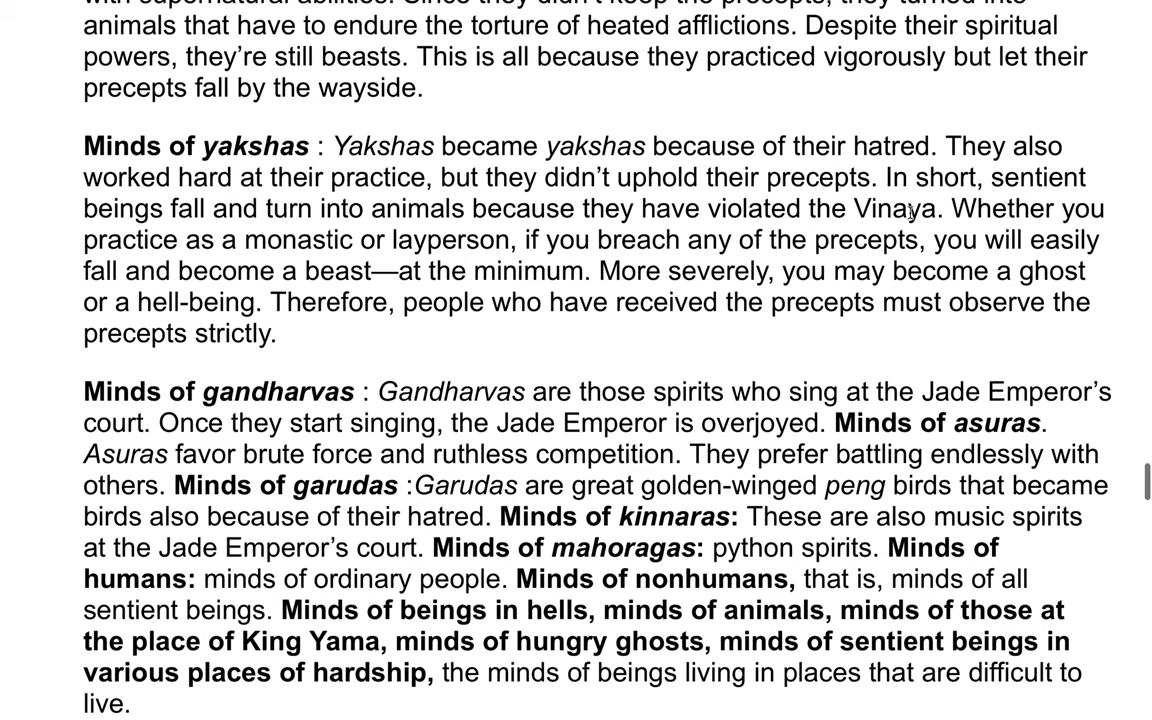 with supernatural abilities. Since they didn't keep the precepts, they turned into
animals that have to endure the torture of heated afflictions. Despite their spiritual
powers, they're still beasts. This is all because they practiced vigorously but let their
precepts fall by the wayside.
Minds of yakshas : Yakshas became yakshas because of their hatred. They also
worked hard at their practice, but they didn't uphold their precepts. In short, sentient
beings fall and turn into animals because they have violated the Vinaya. Whether you
practice as a monastic or layperson, if you breach any of the precepts, you will easily
fall and become a beast—at the minimum. More severely, you may become a ghost
or a hell-being. Therefore, people who have received the precepts must observe the
precepts strictly.
Minds of gandharvas : Gandharvas are those spirits who sing at the Jade Emperor's
court. Once they start singing, the Jade Emperor is overjoyed. Minds of asuras.
Asuras favor brute force and ruthless competition. They prefer battling endlessly with
others. Minds of garudas :Garudas are great golden-winged peng birds that became
birds also because of their hatred. Minds of kinnaras: These are also music spirits
at the Jade Emperor's court. Minds of mahoragas: python spirits. Minds of
humans: minds of ordinary people. Minds of nonhumans, that is, minds of all
sentient beings. Minds of beings in hells, minds of animals, minds of those at
the place of King Yama, minds of hungry ghosts, minds of sentient beings in
various places of hardship, the minds of beings living in places that are difficult to
live.